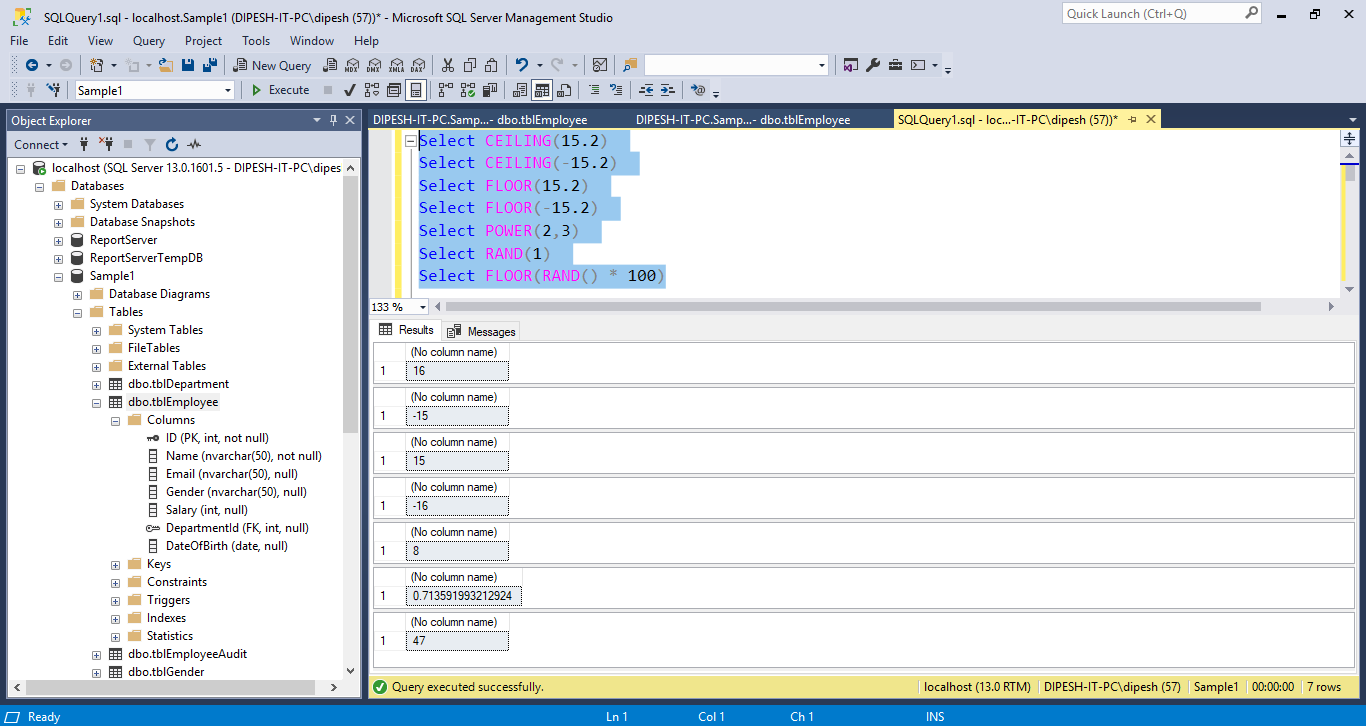 SQLQuery1.sql - localhost.Sample1 (DIPESH-IT-PC\dipesh (57))* - Microsoft SQL Server Management Studio
Quick Launch (Ctrl+Q)
File Edit View Query Project Tools Window Help
New Query MDX DMX XMLA DAX
Sample1 Execute
Object Explorer
Connect
localhost (SQL Server 13.0.1601.5 - DIPESH-IT-PC\dipes
Databases
System Databases
Database Snapshots
ReportServer
ReportServerTempDB
Sample1
Database Diagrams
Tables
System Tables
FileTables
External Tables
dbo.tblDepartment
dbo.tblEmployee
Columns
ID (PK, int, not null)
Name (nvarchar(50), not null)
Email (nvarchar(50), null)
Gender (nvarchar(50), null)
Salary (int, null)
DepartmentId (FK, int, null)
DateOfBirth (date, null)
Keys
Constraints
Triggers
Indexes
Statistics
dbo.tblEmployeeAudit
dbo.tblGender
DIPESH-IT-PC.Samp...- dbo.tblEmployee DIPESH-IT-PC.Samp...- dbo.tblEmployee SQLQuery1.sql - loc...-IT-PC\dipesh (57))*
Select CEILING(15.2)
Select CEILING(-15.2)
Select FLOOR(15.2)
Select FLOOR(-15.2)
Select POWER(2,3)
Select RAND(1)
Select FLOOR(RAND() * 100)
133 %
Results Messages
(No column name)
1 16
(No column name)
1 -15
(No column name)
1 15
(No column name)
1 -16
(No column name)
1 8
(No column name)
1 0.713591993212924
(No column name)
1 47
Query executed successfully. localhost (13.0 RTM) DIPESH-IT-PC\dipesh (57) Sample1 00:00:00 7 rows
Ready Ln 1 Col 1 Ch 1 INS